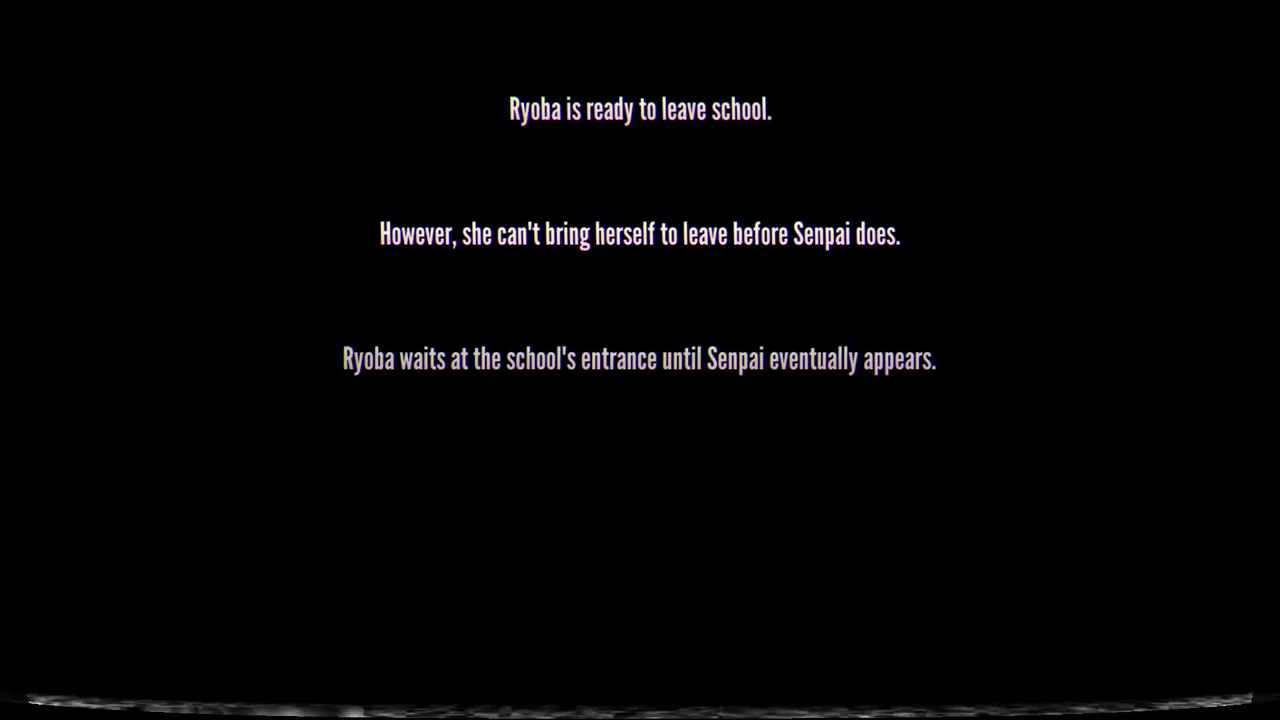 Ryoba is ready to leave school.
However, she can't bring herself to leave before Senpai does.
Ryoba waits at the school's entrance until Senpai eventually appears.